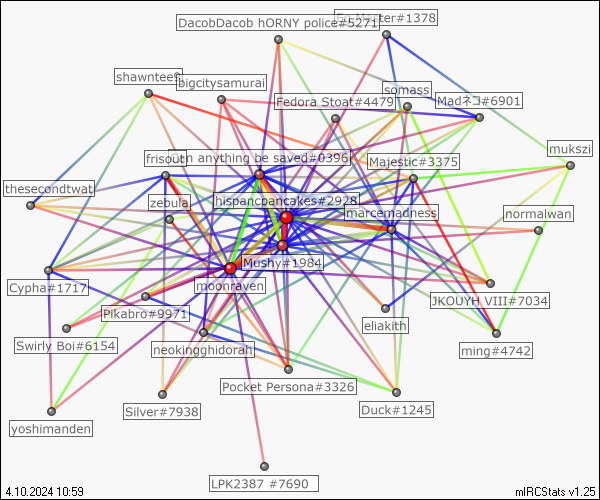 DacobDacob hORNY police#5271
Master#1378
shawntee9
bigcitysamurai
somass
Fedora Stoat#4479
Madネコ#6901
mukszi
frisout
n anything be saved#0396
Majestic#3375
thesecondtwat
zebula
hispancpancakes#2928
marcemadness
normalwan
Mushy#1984
moonraven
Cypha#1717
JKOUYH VIII#7034
Pikabro#9971
eliakith
Swirly Boi#6154
neokingghidorah
ming#4742
Pocket Persona#3326
Silver#7938
Duck#1245
yoshimanden
LPK2387 #7690
4.10.2024 10:59
mIRCStats v1.25